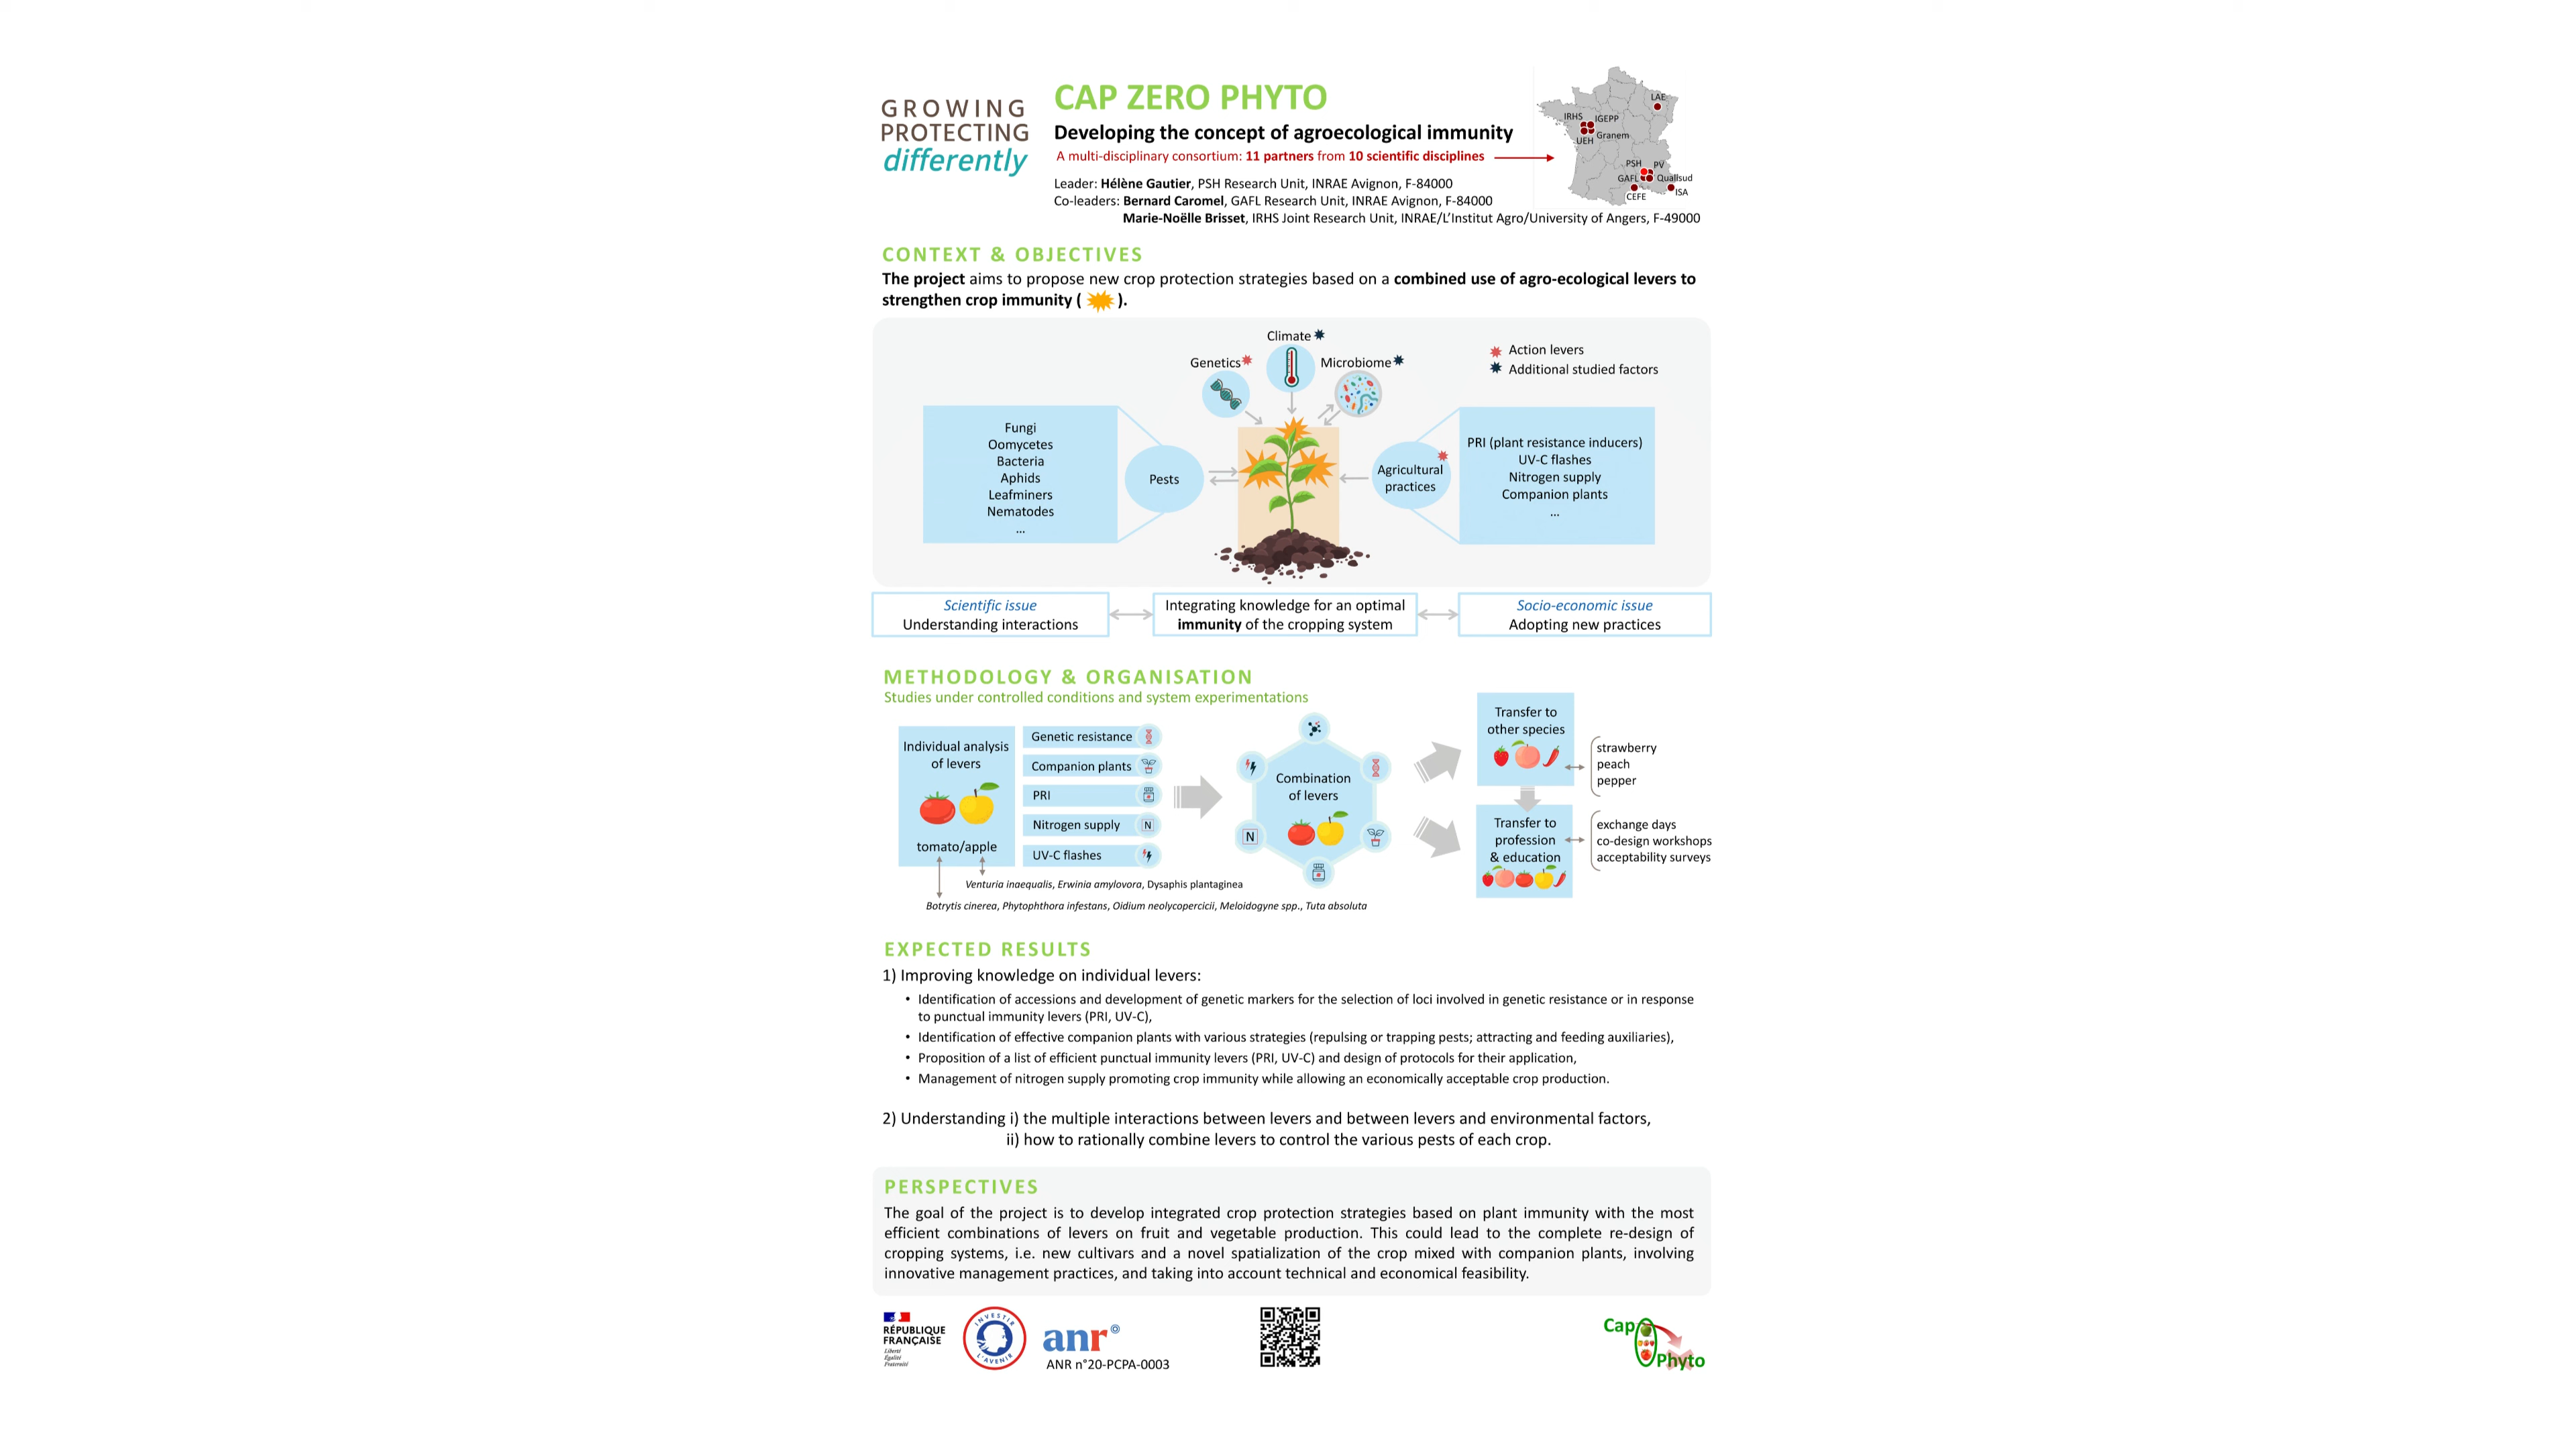 GROWING
PROTECTING
differently
CAP ZERO PHYTO
Developing the concept of agroecological immunity
A multi-disciplinary consortium: 11 partners from 10 scientific disciplines
Leader: Hélène Gautier, PSH Research Unit, INRAE Avignon, F-84000
Co-leaders: Bernard Caromel, GAFL Research Unit, INRAE Avignon, F-84000
Marie-Noëlle Brisset, IRHS Joint Research Unit, INRAE/L'Institut Agro/University of Angers, F-49000
LAE
IRHS
IGEPP
UEH
Granem
PSH
PV
GAFL
Qualisud
ISA
CEFE
CONTEXT & OBJECTIVES
The project aims to propose new crop protection strategies based on a combined use of agro-ecological levers to
strengthen crop immunity ( ).
Climate
Genetics
Microbiome
Action levers
Additional studied factors
Fungi
Oomycetes
Bacteria
Aphids
Leafminers
Nematodes
...
Pests
Agricultural
practices
PRI (plant resistance inducers)
UV-C flashes
Nitrogen supply
Companion plants
...
Scientific issue
Understanding interactions
Integrating knowledge for an optimal
immunity of the cropping system
Socio-economic issue
Adopting new practices
METHODOLOGY & ORGANISATION
Studies under controlled conditions and system experimentations
Individual analysis
of levers
tomato/apple
Genetic resistance
Companion plants
PRI
Nitrogen supply
N
UV-C flashes
Combination
of levers
N
Transfer to
other species
strawberry
peach
pepper
Transfer to
profession
& education
exchange days
co-design workshops
acceptability surveys
Venturia inaequalis, Erwinia amylovora, Dysaphis plantaginea
Botrytis cinerea, Phytophthora infestans, Oidium neolycopercicii, Meloidogyne spp., Tuta absoluta
EXPECTED RESULTS
1) Improving knowledge on individual levers:
• Identification of accessions and development of genetic markers for the selection of loci involved in genetic resistance or in response
to punctual immunity levers (PRI, UV-C),
• Identification of effective companion plants with various strategies (repulsing or trapping pests; attracting and feeding auxiliaries),
• Proposition of a list of efficient punctual immunity levers (PRI, UV-C) and design of protocols for their application,
• Management of nitrogen supply promoting crop immunity while allowing an economically acceptable crop production.
2) Understanding i) the multiple interactions between levers and between levers and environmental factors,
ii) how to rationally combine levers to control the various pests of each crop.
PERSPECTIVES
The goal of the project is to develop integrated crop protection strategies based on plant immunity with the most
efficient combinations of levers on fruit and vegetable production. This could lead to the complete re-design of
cropping systems, i.e. new cultivars and a novel spatialization of the crop mixed with companion plants, involving
innovative management practices, and taking into account technical and economical feasibility.
RÉPUBLIQUE
FRANÇAISE
Liberté
Égalité
Fraternité
INVESTIR
L'AVENIR
anr
ANR n°20-PCPA-0003
Cap
Phyto